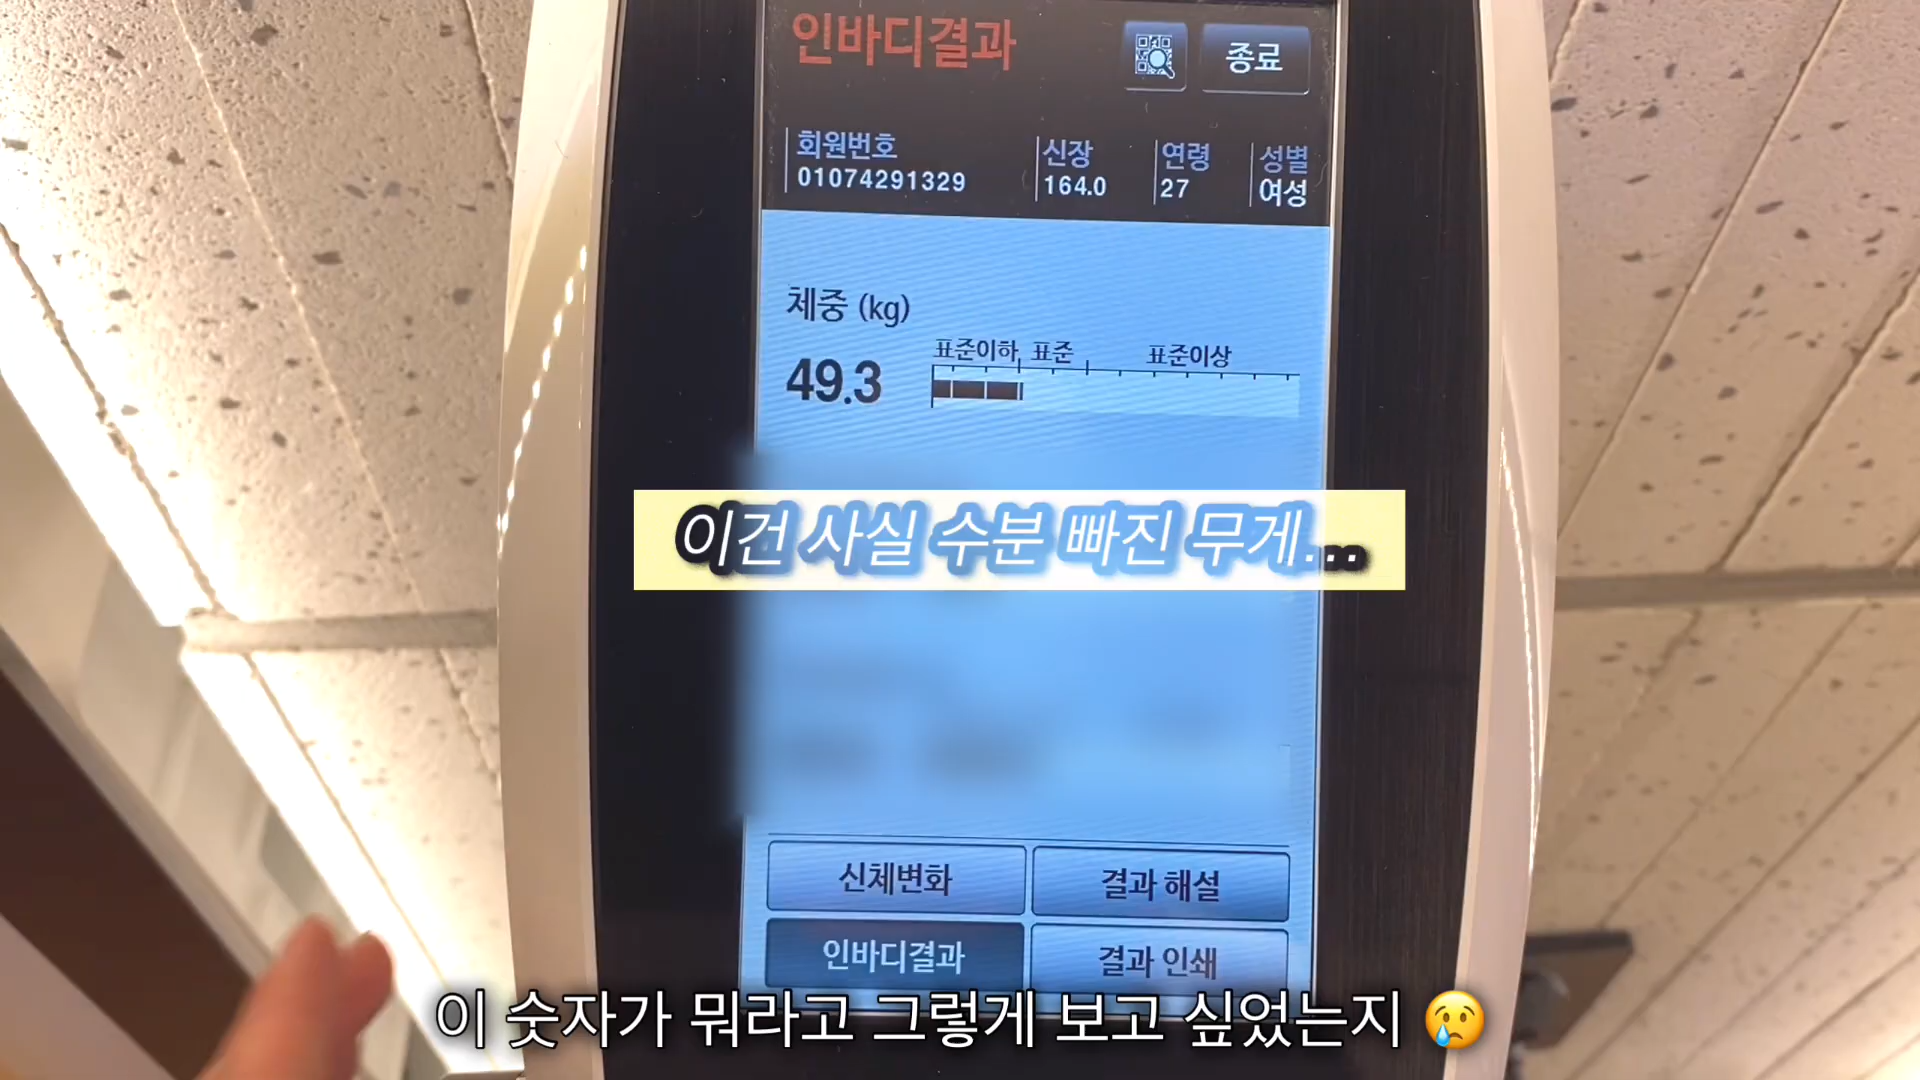 인바디결과
종료
회원번호 신장 연령 성별
01074291329 164.0 27 여성
체중 (kg)
표준이하 표준 표준이상
49.3
이건 사실 수분 빠진 무게...
신체변화 결과 해설
인바디결과 결과 인쇄
이 숫자가 뭐라고 그렇게 보고 싶었는지 😢